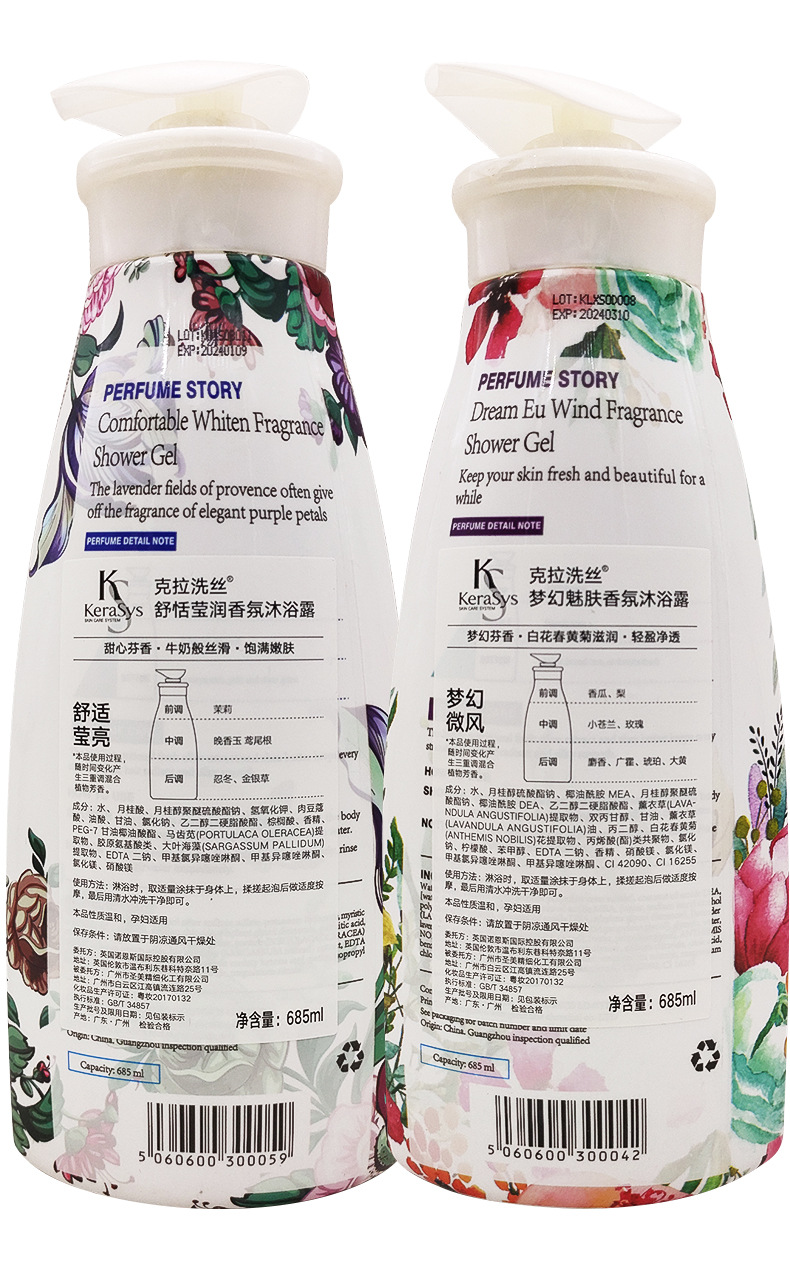 LOT:
EXP: 20240109
PERFUME STORY
Comfortable Whiten Fragrance
Shower Gel
The lavender fields of provence often give
off the fragrance of elegant purple petals
PERFUME DETAIL NOTE
KS
KeraSys
SKIN CARE SYSTEM
克拉洗丝®
舒恬莹润香氛沐浴露
甜心芬香·牛奶般丝滑·饱满嫩肤
舒适
莹亮
*本品使用过程，
随时间变化产
生三重调混合
植物芳香。
前调 茉莉
中调 晚香玉 鸢尾根
后调 忍冬、金银草
成分：水、月桂酸、月桂醇聚醚硫酸酯钠、氢氧化钾、肉豆蔻
酸、油酸、甘油、氯化钠、乙二醇二硬脂酸酯、棕榈酸、香精、
PEG-7 甘油椰油酸酯、马齿苋(PORTULACA OLERACEA)提
取物、胶原氨基酸类、大叶海藻(SARGASSUM PALLIDUM)
提取物、EDTA 二钠、甲基氯异噻唑啉酮、甲基异噻唑啉酮、
氯化镁、硝酸镁
使用方法：淋浴时，取适量涂抹于身体上，揉搓起泡后做适度按
摩，最后用清水冲洗干净即可。
本品性质温和，孕妇适用
保存条件：请放置于阴凉通风干燥处
委托方：英国诺恩斯国际控股有限公司
地址：英国伦敦市温布利东巷科特奈路11号
被委托方：广州市圣美精细化工有限公司
地址：广州市白云区江高镇流连路25号
化妆品生产许可证：粤妆20170132
执行标准：GB/T 34857
生产批号及限用日期：见包装标示
产地：广东·广州 检验合格
净含量：685ml
every
body
ter.
rinse
myristic
itic acid,
RACEA)
t, EDTA
opropyl
Origin: China. Guangzhou inspection qualified
Capacity: 685 ml
5 060600 300059
LOT: KLXS0D008
EXP: 20240310
PERFUME STORY
Dream Eu Wind Fragrance
Shower Gel
Keep your skin fresh and beautiful for a
while
PERFUME DETAIL NOTE
KS
KeraSys
SKIN CARE SYSTEM
克拉洗丝®
梦幻魅肤香氛沐浴露
梦幻芬香·白花春黄菊滋润·轻盈净透
梦幻
微风
*本品使用过程，
随时间变化产
生三重调混合
植物芳香。
前调 香瓜、梨
中调 小苍兰、玫瑰
后调 麝香、广霍、琥珀、大黄
成分：水、月桂醇硫酸酯钠、椰油酰胺 MEA、月桂醇聚醚硫
酸酯钠、椰油酰胺 DEA、乙二醇二硬脂酸酯、薰衣草(LAVA-
NDULA ANGUSTIFOLIA)提取物、双丙甘醇、甘油、薰衣草
(LAVANDULA ANGUSTIFOLIA)油、丙二醇、白花春黄菊
(ANTHEMIS NOBILIS)花提取物、丙烯酸(酯)类共聚物、氯化
钠、柠檬酸、苯甲醇、EDTA 二钠、香精、硝酸镁、氯化镁、
甲基氯异噻唑啉酮、甲基异噻唑啉酮、CI 42090、CI 16255
使用方法：淋浴时，取适量涂抹于身体上，揉搓起泡后做适度按
摩，最后用清水冲洗干净即可。
本品性质温和，孕妇适用
保存条件：请放置于阴凉通风干燥处
委托方：英国诺恩斯国际控股有限公司
地址：英国伦敦市温布利东巷科特奈路11号
被委托方：广州市圣美精细化工有限公司
地址：广州市白云区江高镇流连路25号
化妆品生产许可证：粤妆20170132
执行标准：GB/T 34857
生产批号及限用日期：见包装标示
产地：广东·广州 检验合格
净含量：685ml
See packaging for batch number and limit date
Origin: China. Guangzhou inspection qualified
Capacity: 685 ml
5 060600 300042